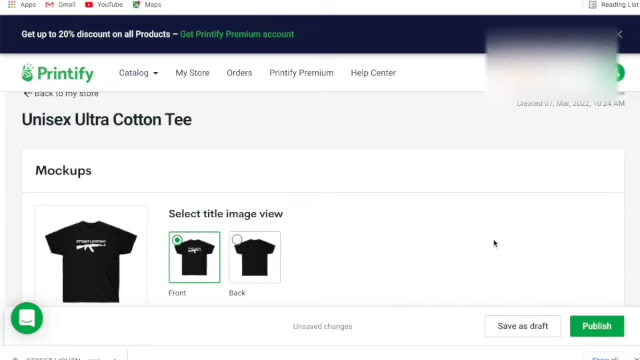 Apps Gmail YouTube Maps Reading List
Get up to 20% discount on all Products – Get Printify Premium account
Printify Catalog My Store Orders Printify Premium Help Center
Back to my store
Created 07, Mar, 2022, 10:24 AM
Unisex Ultra Cotton Tee
Mockups
Select title image view
Front Back
Unsaved changes Save as draft Publish
Show all